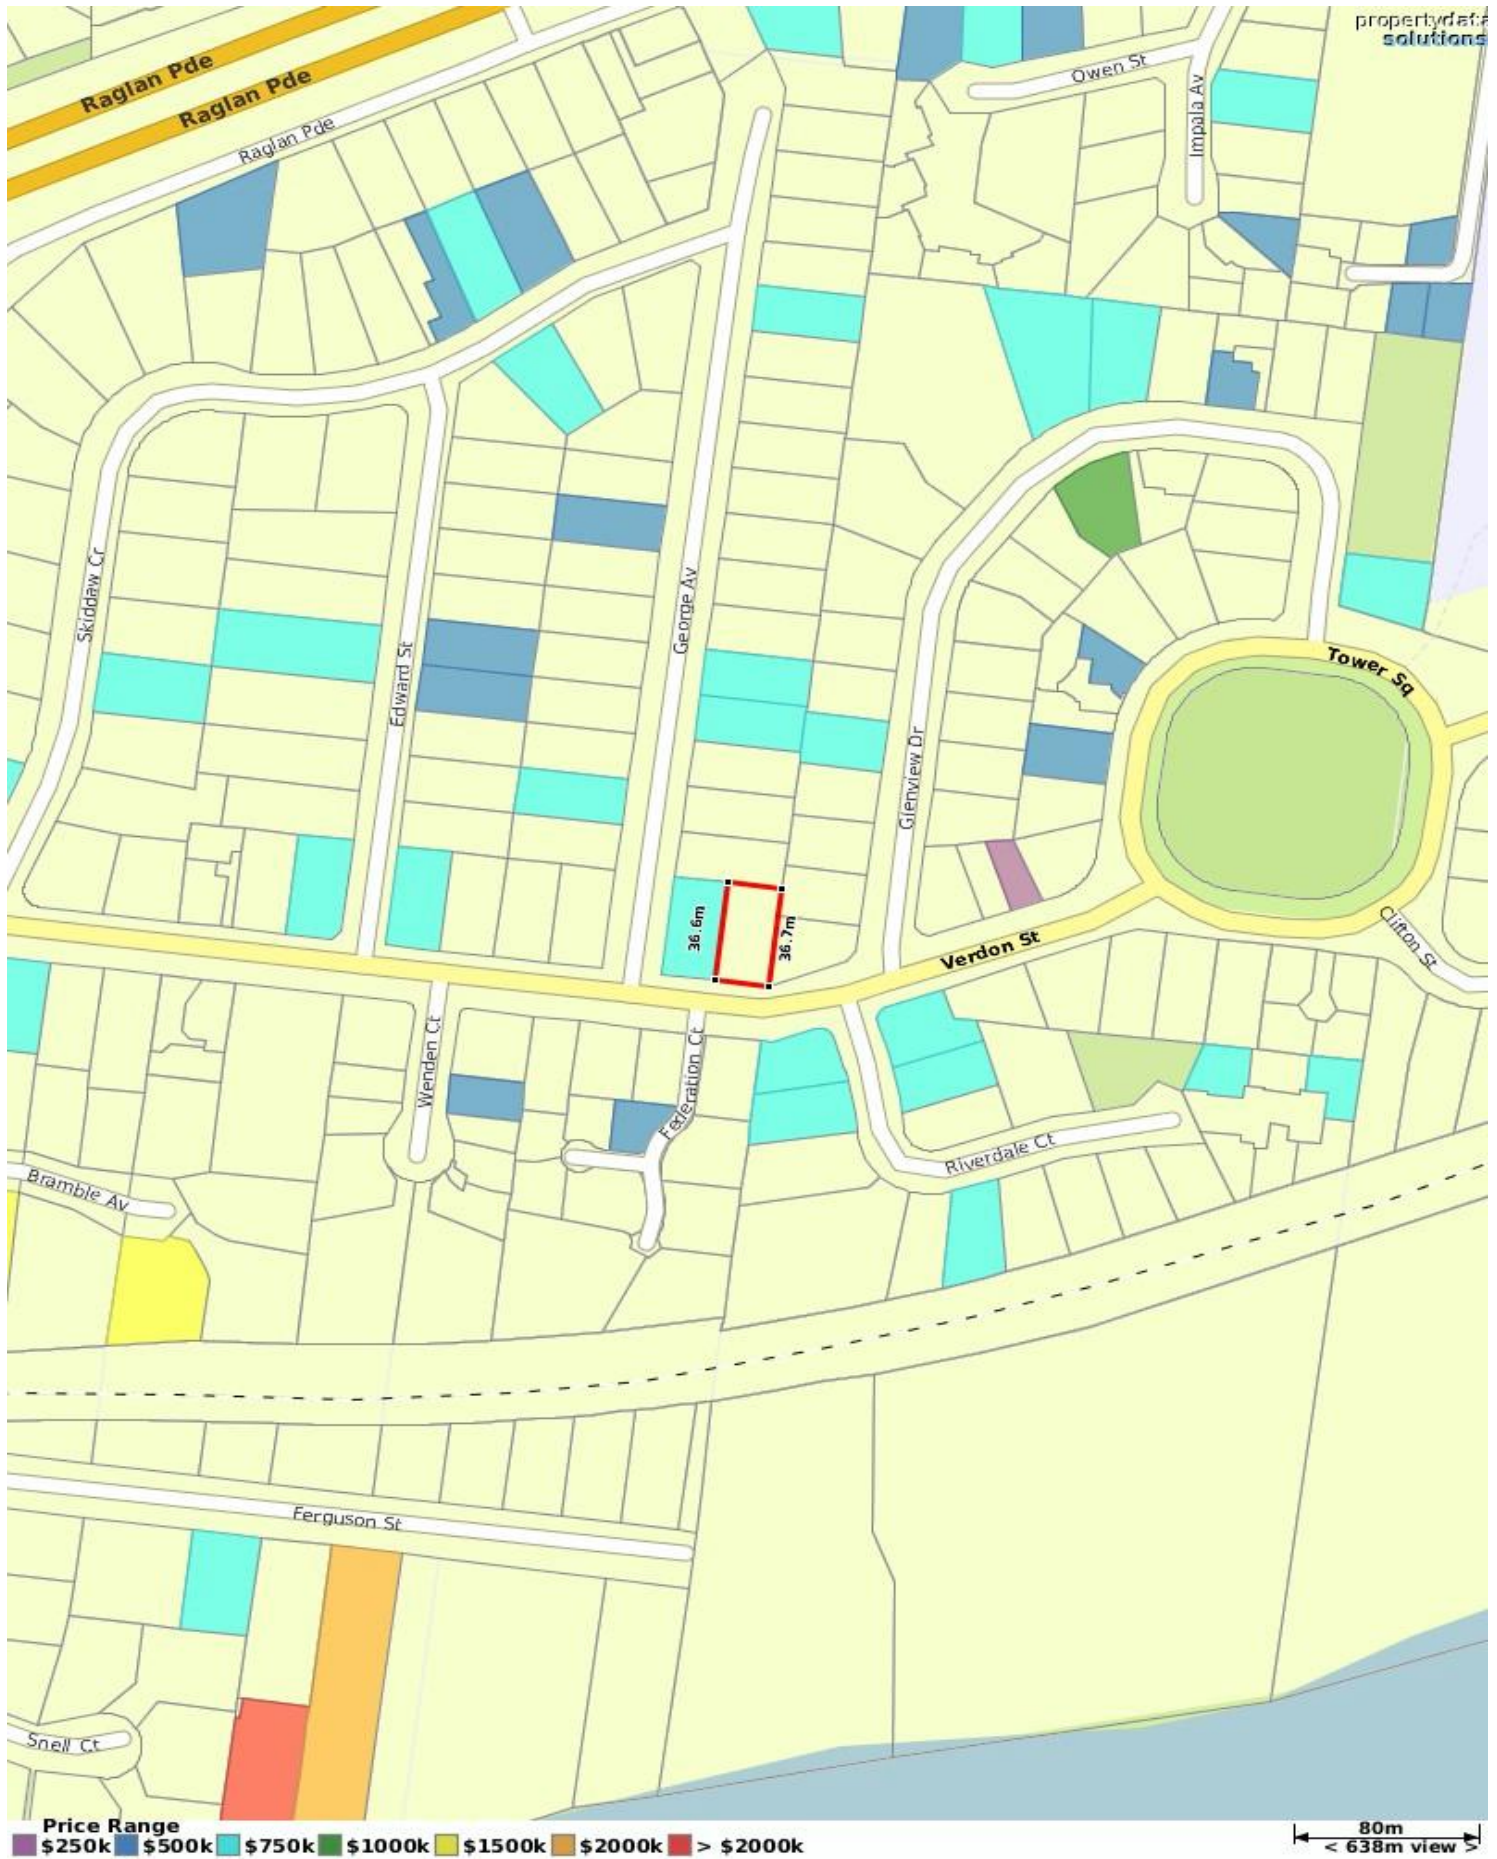 propertydata
solutions
Raglan Pde
Raglan Pde
Raglan Pde
Owen St
Impala Av
Skiddaw Cr
Edward St
George Av
Glenview Dr
Tower Sq
36.6m
36.7m
Verdon St
Clifton St
Wenden Ct
Federation Ct
Riverdale Ct
Bramble Av
Ferguson St
Snell Ct
Price Range
$250k $500k $750k $1000k $1500k $2000k > $2000k
80m
< 638m view >